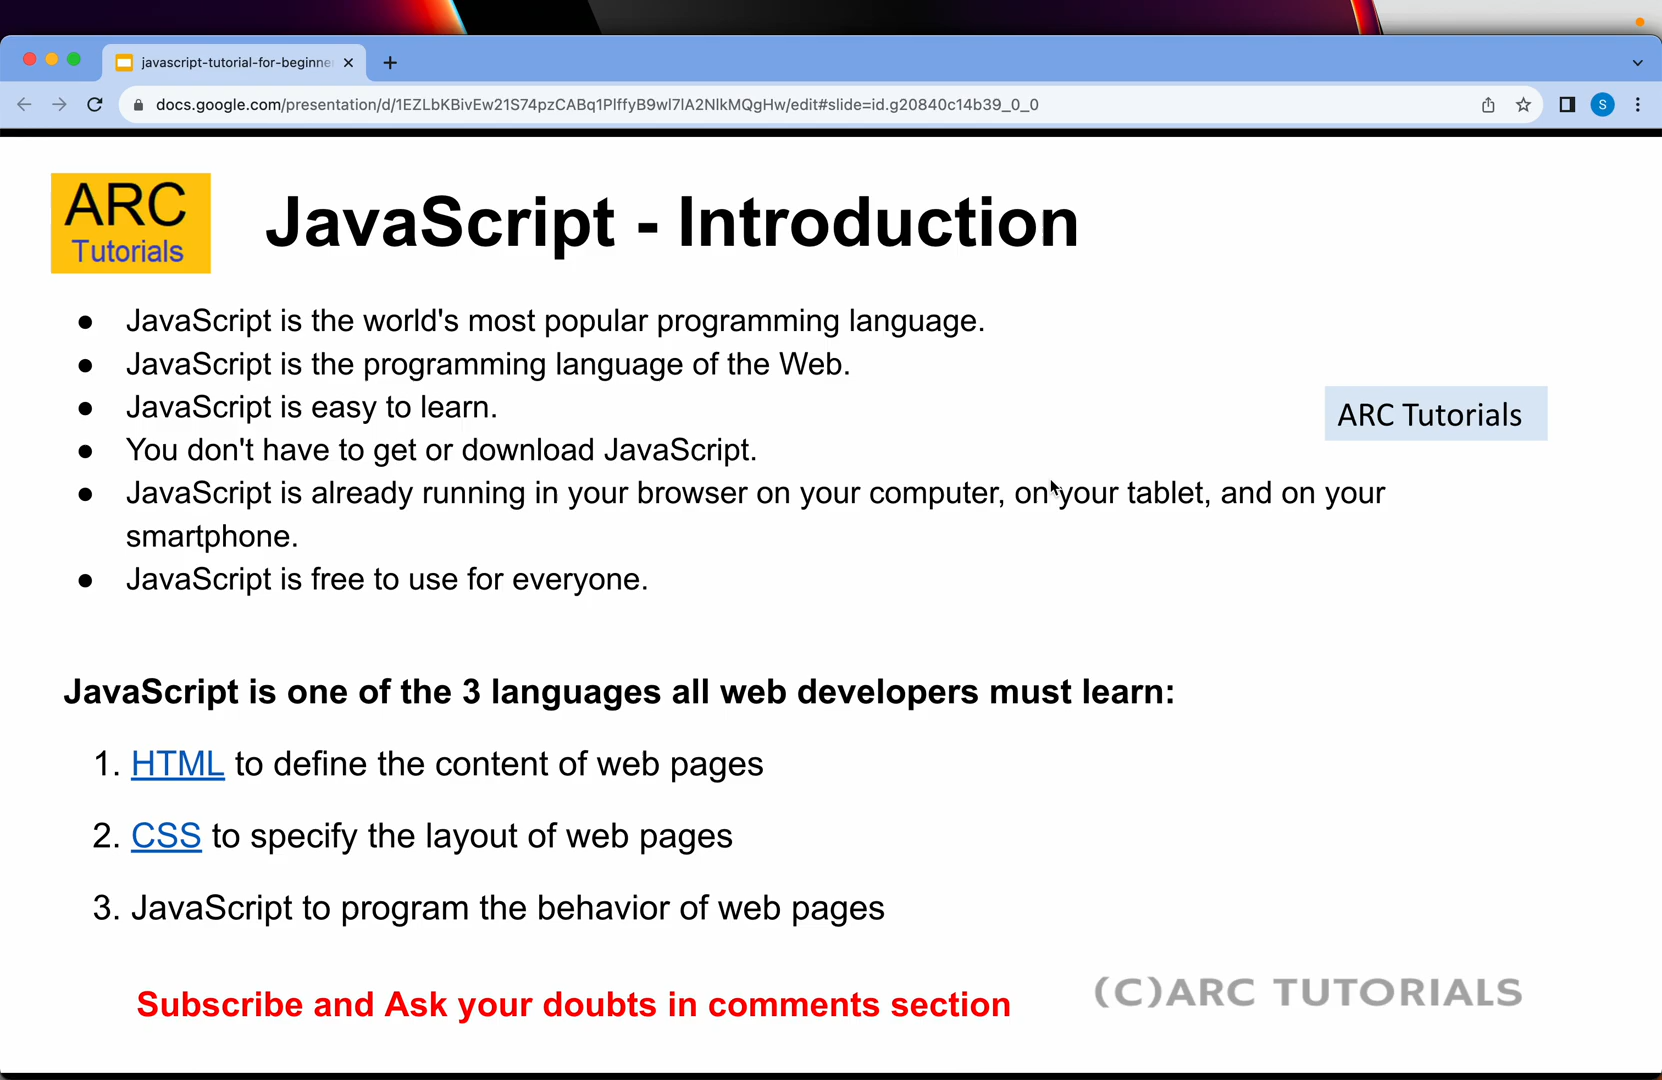 javascript-tutorial-for-beginne
docs.google.com/presentation/d/1EZLbKBivEw21S74pzCABq1PlffyB9wl7lA2NlkMQgHw/edit#slide=id.g20840c14b39_0_0
S
ARC
Tutorials
JavaScript - Introduction
● JavaScript is the world's most popular programming language.
● JavaScript is the programming language of the Web.
● JavaScript is easy to learn.
ARC Tutorials
● You don't have to get or download JavaScript.
● JavaScript is already running in your browser on your computer, on your tablet, and on your
smartphone.
● JavaScript is free to use for everyone.
JavaScript is one of the 3 languages all web developers must learn:
1. HTML to define the content of web pages
2. CSS to specify the layout of web pages
3. JavaScript to program the behavior of web pages
Subscribe and Ask your doubts in comments section
(C)ARC TUTORIALS